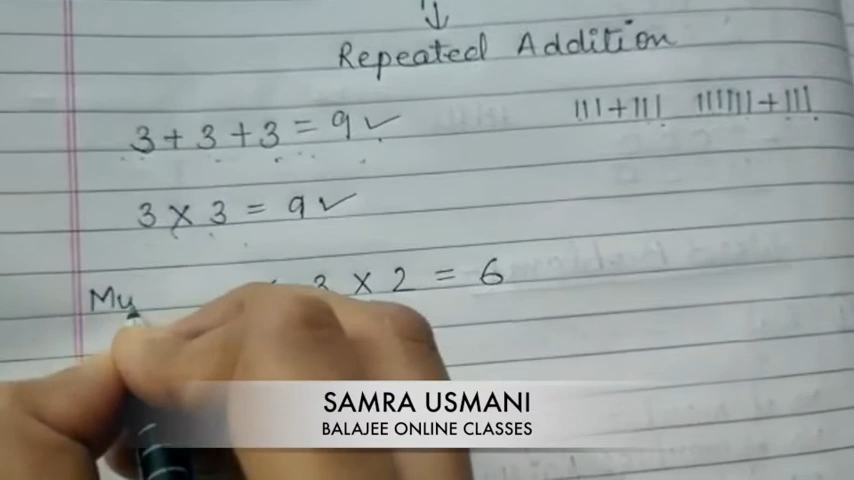 Repeated Addition
3 + 3 + 3 = 9 ✓
||| + ||| |||||| + |||
3 × 3 = 9 ✓
3 × 2 = 6
Mu
SAMRA USMANI
BALAJEE ONLINE CLASSES